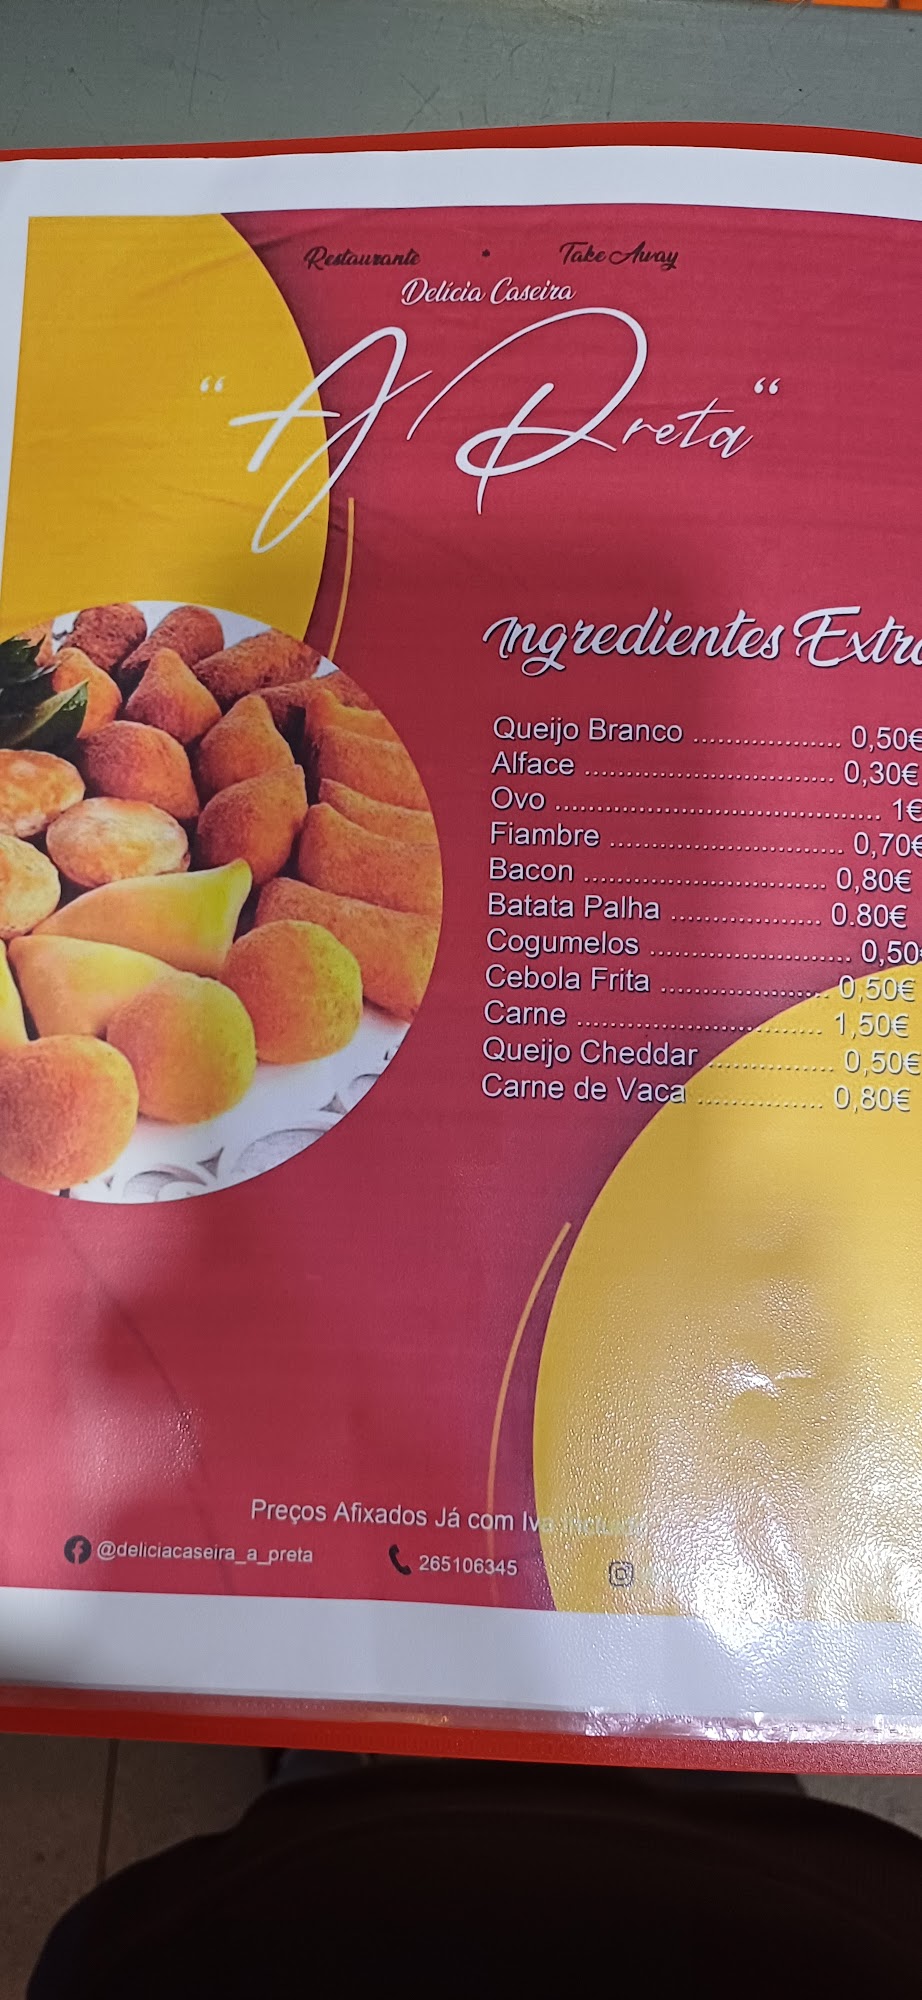 Restaurante * Take Away
Delícia Caseira
“A Preta“
Ingredientes
Queijo Branco ................... 0,50€
Alface ............................... 0,30€
Ovo ........................................ 1€
Fiambre ............................. 0,70€
Bacon .............................. 0,80€
Batata Palha ................... 0.80€
Cogumelos ......................... 0,50
Cebola Frita ..................... 0,50€
Carne .............................. 1,50€
Queijo Cheddar ................ 0,50€
Carne de Vaca ................ 0,80€
Preços Afixados Já com Iva
@deliciacaseira_a_preta 265106345